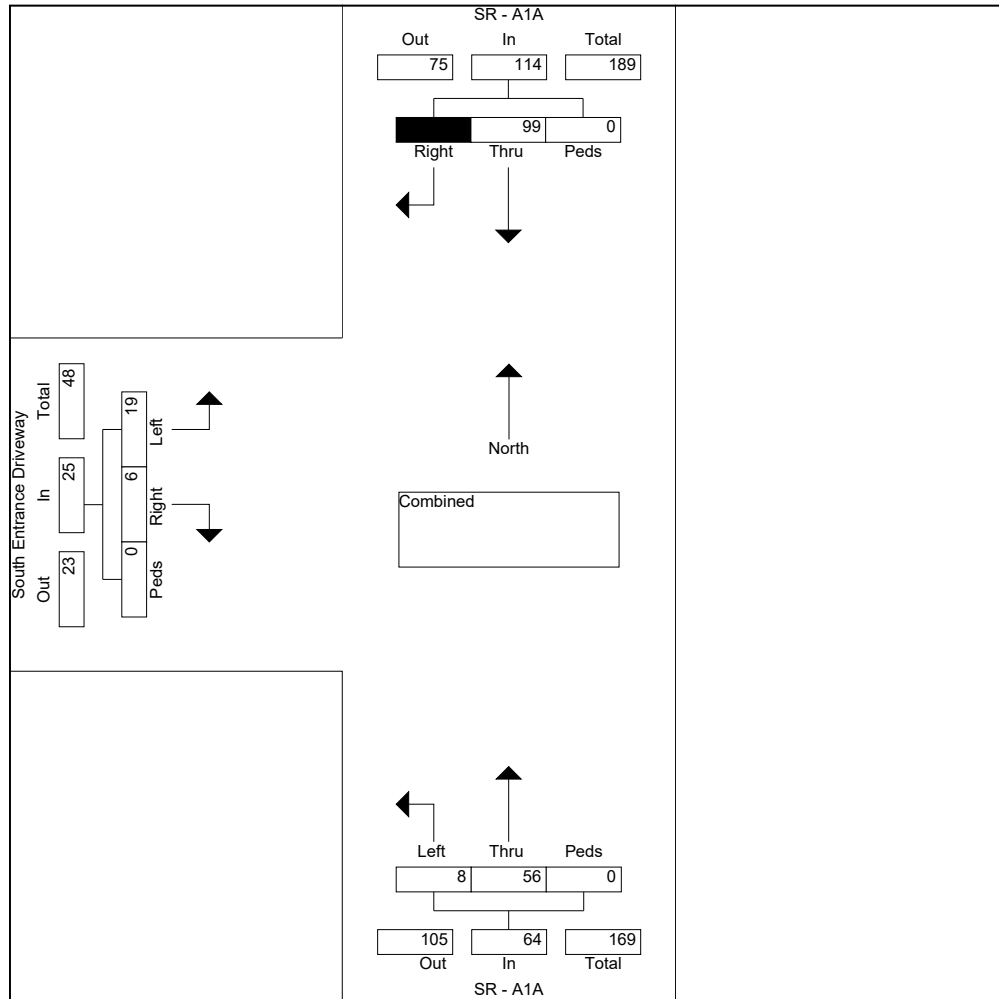 SR - A1A
Out In Total
75 114 189
99 0
Right Thru Peds
South Entrance Driveway
Out In Total
23 25 48
0 6 19
Peds Right Left
North
Combined
Left Thru Peds
8 56 0
105 64 169
Out In Total
SR - A1A